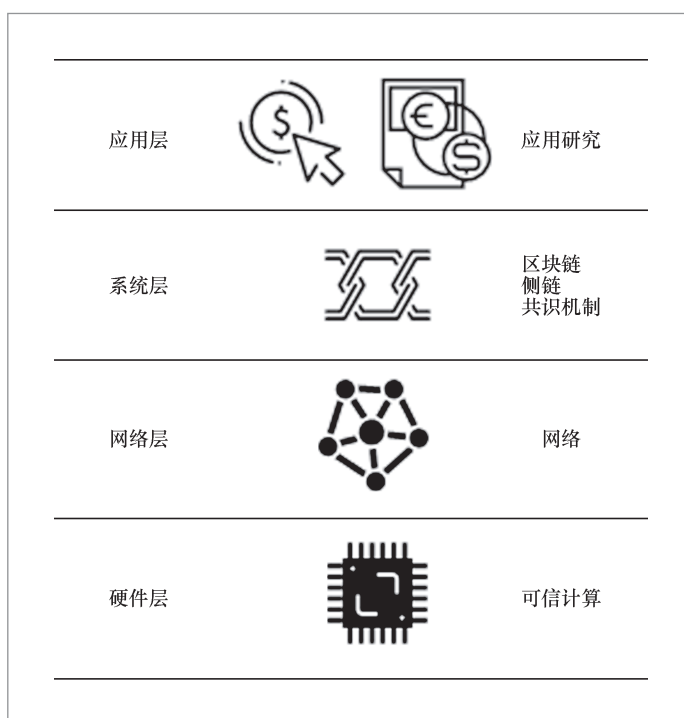 应用层
应用研究
系统层
区块链
侧链
共识机制
网络层
网络
硬件层
可信计算